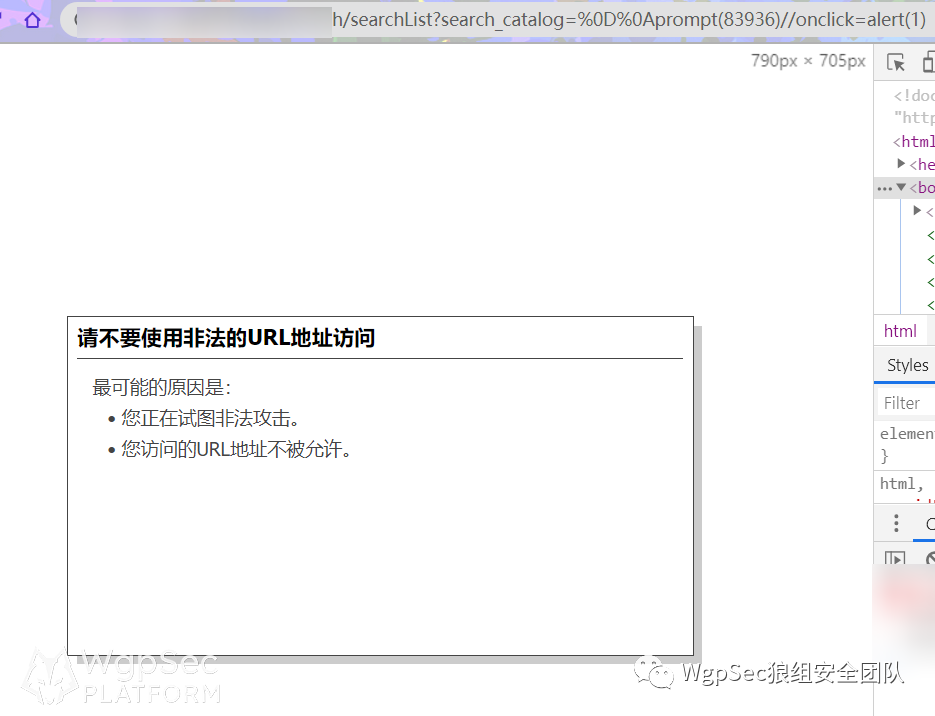 h/searchList?search_catalog=%0D%0Aprompt(83936)//onclick=alert(1)
790px × 705px
<!doc
"http
<html
<he
<bo
<
<
<
<
<
请不要使用非法的URL地址访问
最可能的原因是：
• 您正在试图非法攻击。
• 您访问的URL地址不被允许。
html
Styles
Filter
elemen
}
html,
WgpSec
PLATFORM
WgpSec狼组安全团队